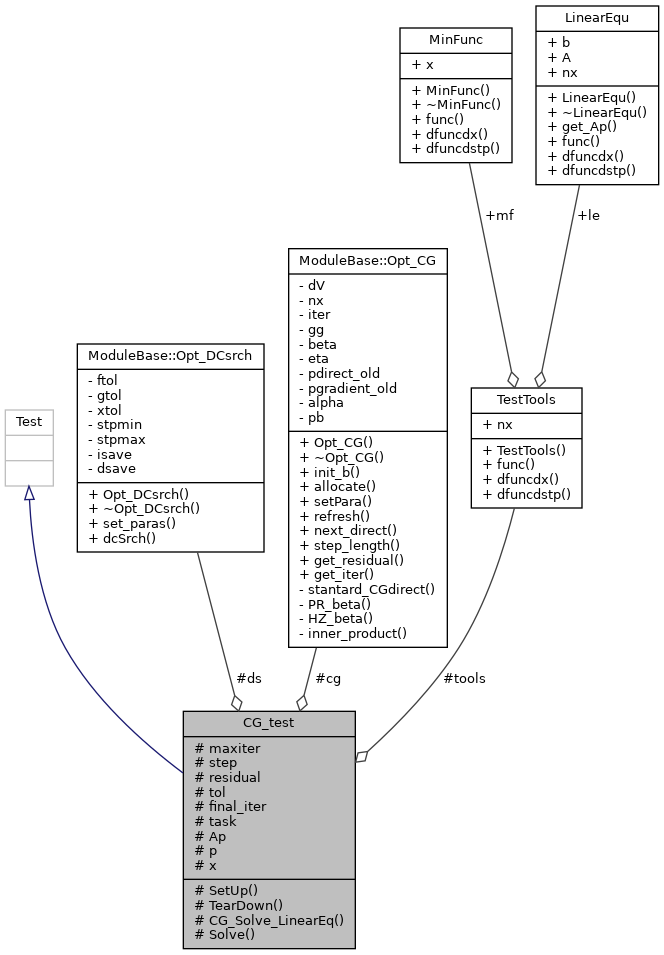 MinFunc
+ x
+ MinFunc()
+ ~MinFunc()
+ func()
+ dfuncdx()
+ dfuncdstp()
LinearEqu
+ b
+ A
+ nx
+ LinearEqu()
+ ~LinearEqu()
+ get_Ap()
+ func()
+ dfuncdx()
+ dfuncdstp()
+mf
+le
ModuleBase::Opt_CG
- dV
- nx
- iter
- gg
- beta
- eta
- pdirect_old
- pgradient_old
- alpha
- pb
+ Opt_CG()
+ ~Opt_CG()
+ init_b()
+ allocate()
+ setPara()
+ refresh()
+ next_direct()
+ step_length()
+ get_residual()
+ get_iter()
- stantard_CGdirect()
- PR_beta()
- HZ_beta()
- inner_product()
ModuleBase::Opt_DCsrch
- ftol
- gtol
- xtol
- stpmin
- stpmax
- isave
- dsave
+ Opt_DCsrch()
+ ~Opt_DCsrch()
+ set_paras()
+ dcSrch()
TestTools
+ nx
+ TestTools()
+ func()
+ dfuncdx()
+ dfuncdstp()
Test
#ds
#cg
#tools
CG_test
# maxiter
# step
# residual
# tol
# final_iter
# task
# Ap
# p
# x
# SetUp()
# TearDown()
# CG_Solve_LinearEq()
# Solve()